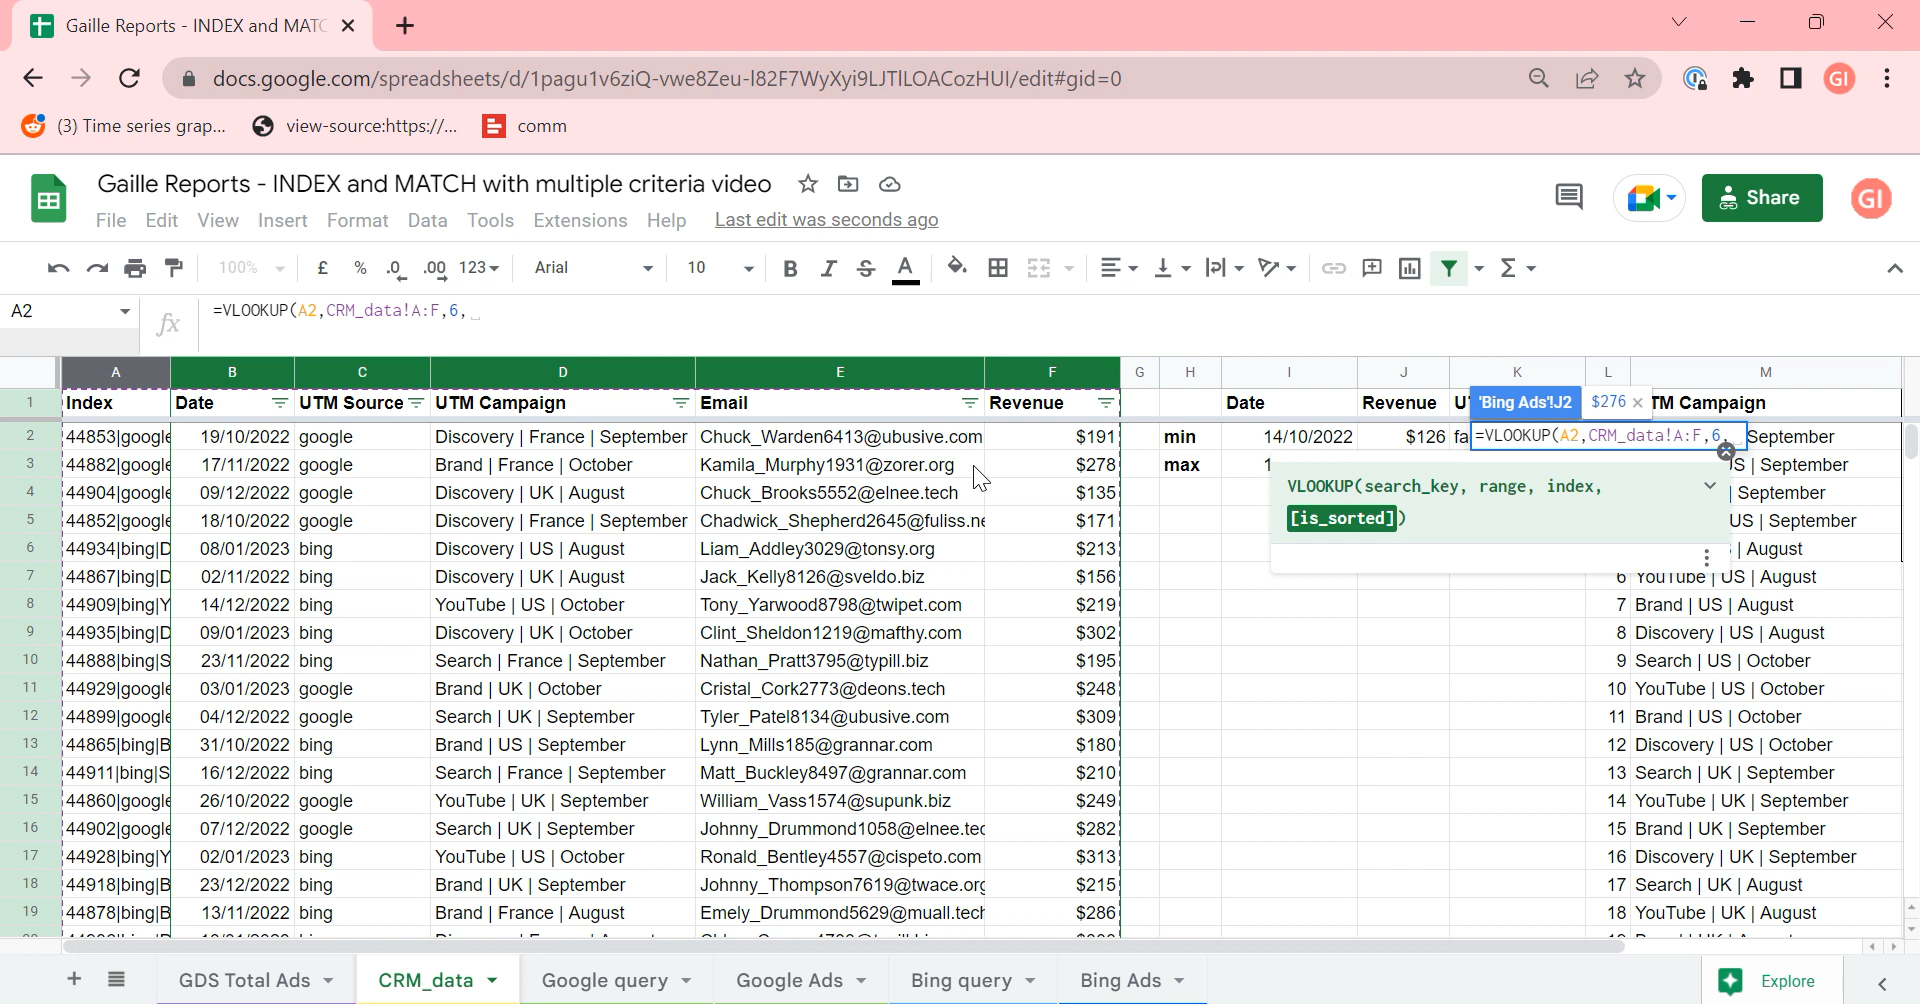 Gaille Reports - INDEX and MATC
docs.google.com/spreadsheets/d/1pagu1v6ziQ-vwe8Zeu-I82F7WyXyi9LJTILOACozHUI/edit#gid=0
GI
(3) Time series grap... view-source:https://... comm
Gaille Reports - INDEX and MATCH with multiple criteria video
Share
GI
File Edit View Insert Format Data Tools Extensions Help Last edit was seconds ago
100% £ % .0 .00 123 Arial 10 B I S A
A2 fx =VLOOKUP(A2,CRM_data!A:F,6,
A B C D E F G H I J K L M
1 Index Date UTM Source UTM Campaign Email Revenue Date Revenue U 'Bing Ads'!J2 $276 × TM Campaign
2 44853|google 19/10/2022 google Discovery | France | September Chuck_Warden6413@ubusive.com $191 min 14/10/2022 $126 fa =VLOOKUP(A2,CRM_data!A:F,6, September
3 44882|google 17/11/2022 google Brand | France | October Kamila_Murphy1931@zorer.org $278 max 1 US | September
4 44904|google 09/12/2022 google Discovery | UK | August Chuck_Brooks5552@elnee.tech $135 VLOOKUP(search_key, range, index, | September
5 44852|google 18/10/2022 google Discovery | France | September Chadwick_Shepherd2645@fuliss.ne $171 [is_sorted]) US | September
6 44934|bing|D 08/01/2023 bing Discovery | US | August Liam_Addley3029@tonsy.org $213 | August
7 44867|bing|D 02/11/2022 bing Discovery | UK | August Jack_Kelly8126@sveldo.biz $156 6 YouTube | US | August
8 44909|bing|Y 14/12/2022 bing YouTube | US | October Tony_Yarwood8798@twipet.com $219 7 Brand | US | August
9 44935|bing|D 09/01/2023 bing Discovery | UK | October Clint_Sheldon1219@mafthy.com $302 8 Discovery | US | August
10 44888|bing|S 23/11/2022 bing Search | France | September Nathan_Pratt3795@typill.biz $195 9 Search | US | October
11 44929|google 03/01/2023 google Brand | UK | October Cristal_Cork2773@deons.tech $248 10 YouTube | US | October
12 44899|google 04/12/2022 google Search | UK | September Tyler_Patel8134@ubusive.com $309 11 Brand | US | October
13 44865|bing|B 31/10/2022 bing Brand | US | September Lynn_Mills185@grannar.com $180 12 Discovery | US | October
14 44911|bing|S 16/12/2022 bing Search | France | September Matt_Buckley8497@grannar.com $210 13 Search | UK | September
15 44860|google 26/10/2022 google YouTube | UK | September William_Vass1574@supunk.biz $249 14 YouTube | UK | September
16 44902|google 07/12/2022 google Search | UK | September Johnny_Drummond1058@elnee.tec $282 15 Brand | UK | September
17 44928|bing|Y 02/01/2023 bing YouTube | US | October Ronald_Bentley4557@cispeto.com $313 16 Discovery | UK | September
18 44918|bing|B 23/12/2022 bing Brand | UK | September Johnny_Thompson7619@twace.org $215 17 Search | UK | August
19 44878|bing|B 13/11/2022 bing Brand | France | August Emely_Drummond5629@muall.tech $286 18 YouTube | UK | August
GDS Total Ads CRM_data Google query Google Ads Bing query Bing Ads Explore